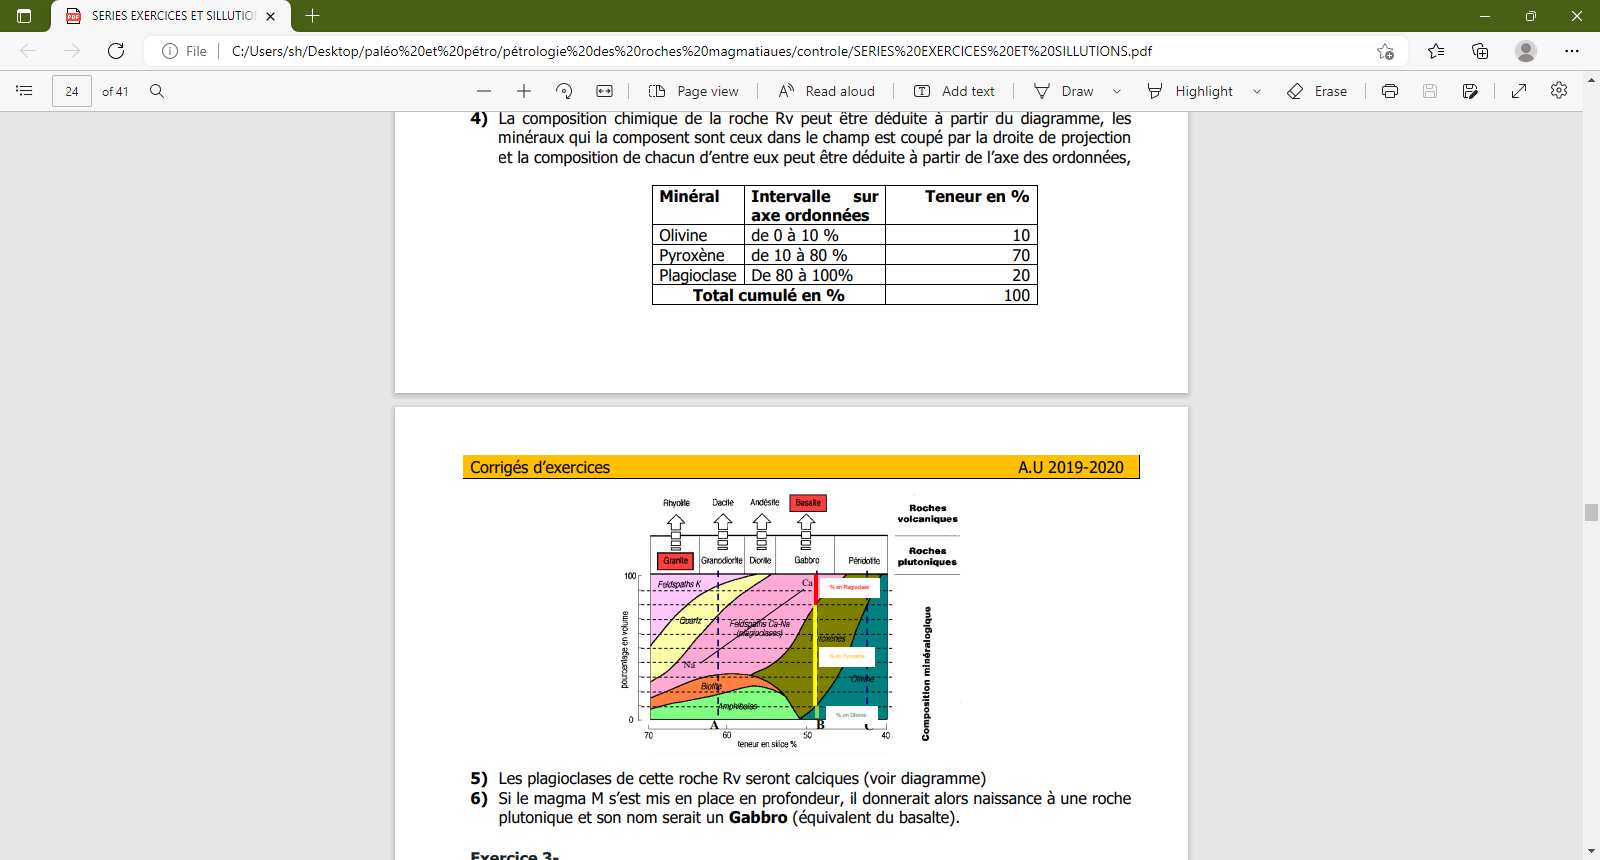 SERIES EXERCICES ET SILLUTIO
File
C:/Users/sh/Desktop/paléo%20et%20pétro/pétrologie%20des%20roches%20magmatiaues/controle/SERIES%20EXERCICES%20ET%20SILLUTIONS.pdf
24 of 41
Page view
Read aloud
Add text
Draw
Highlight
Erase
4) La composition chimique de la roche Rv peut être déduite à partir du diagramme, les
minéraux qui la composent sont ceux dans le champ est coupé par la droite de projection
et la composition de chacun d’entre eux peut être déduite à partir de l’axe des ordonnées,
Minéral Intervalle sur axe ordonnées Teneur en %
Olivine de 0 à 10 % 10
Pyroxène de 10 à 80 % 70
Plagioclase De 80 à 100% 20
Total cumulé en % 100
Corrigés d’exercices A.U 2019-2020
Rhyolite Dacite Andésite Basalte
Roches
volcaniques
Granite Granodiorite Diorite Gabbro Péridotite
Roches
plutoniques
100
Feldspaths K
Ca
% en Plagioclase
Quartz
Feldspaths Ca-Na
(plagioclases)
Pyroxènes
% en Pyroxène
Na
Biotite
Olivine
Amphiboles
% en Olivine
0
A B C
70 60 50 40
teneur en silice %
pourcentage en volume
Composition minéralogique
5) Les plagioclases de cette roche Rv seront calciques (voir diagramme)
6) Si le magma M s’est mis en place en profondeur, il donnerait alors naissance à une roche
plutonique et son nom serait un Gabbro (équivalent du basalte).
Exercice 3-